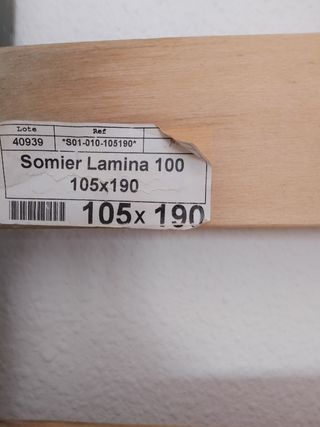 Lote Ref
40939 *S01-010-105190*
Somier Lamina 100
105x190
105x 190